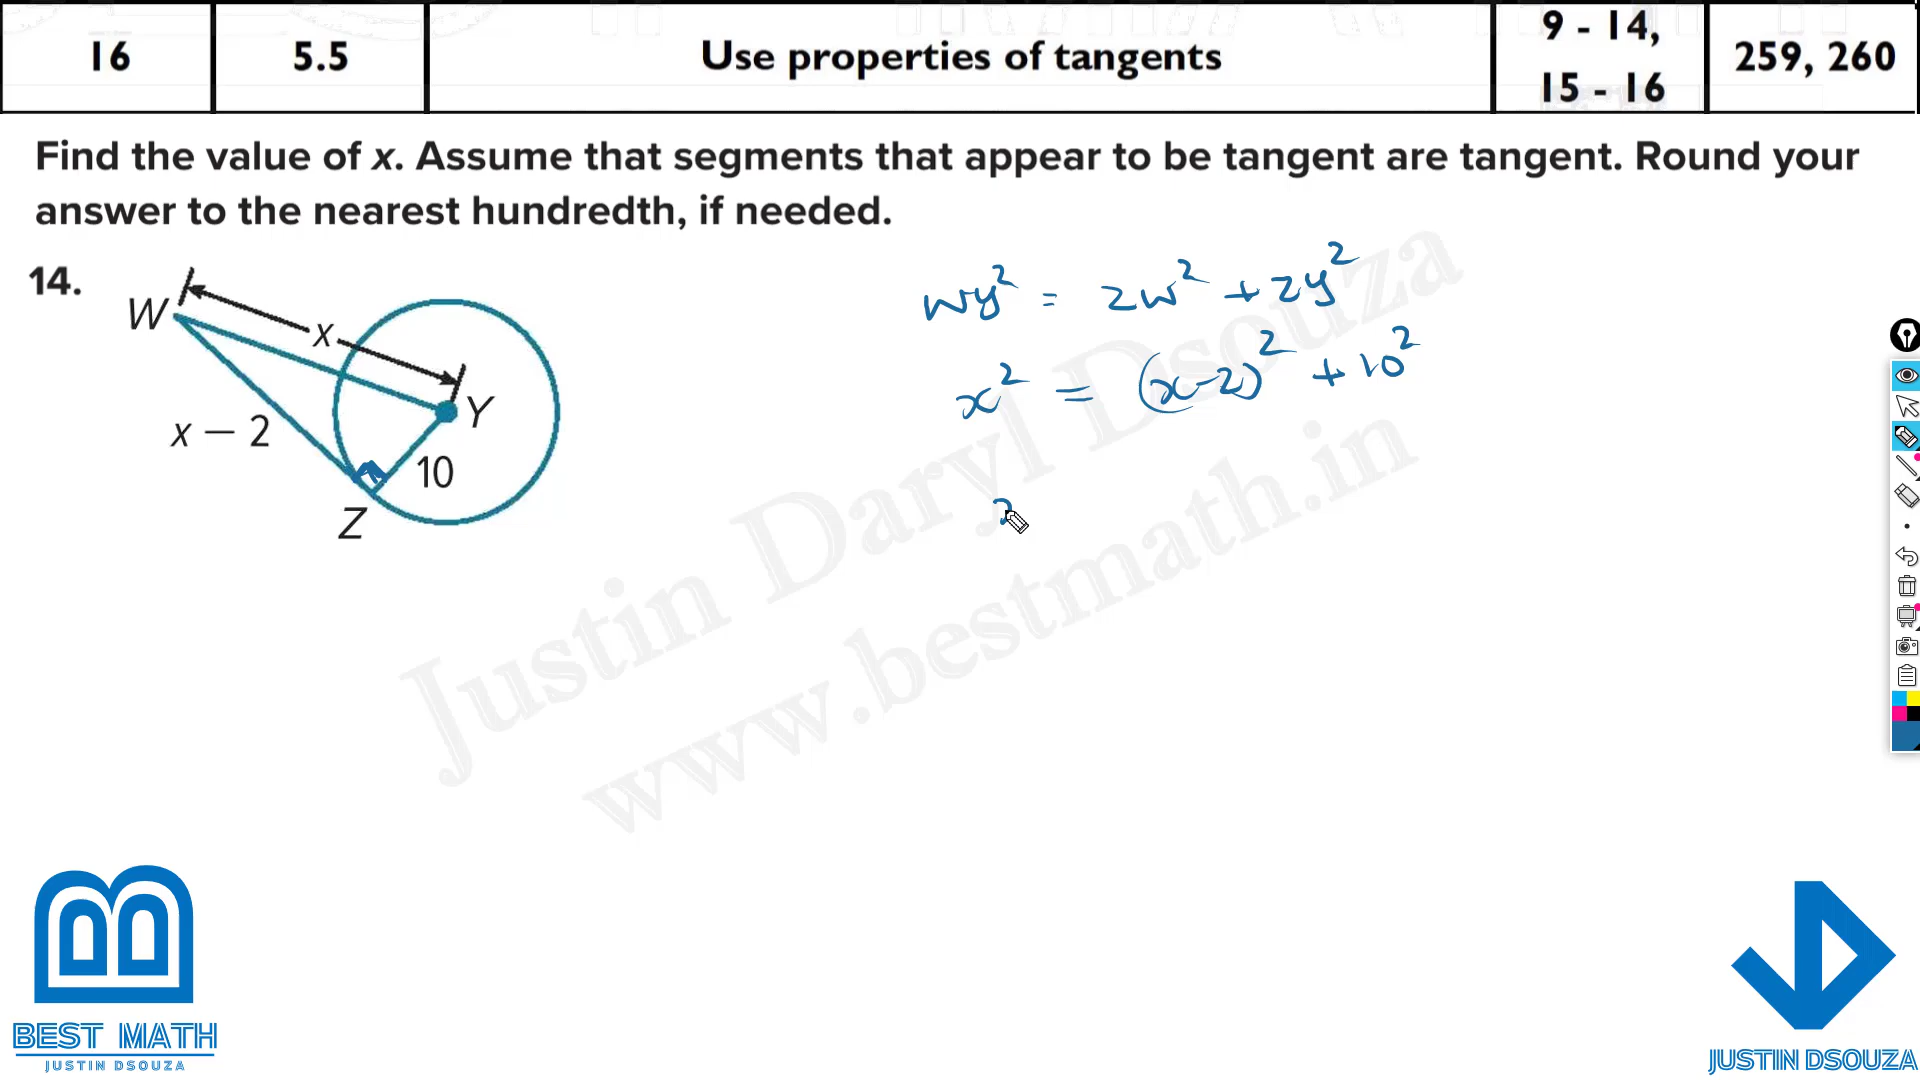 16 5.5 Use properties of tangents 9 - 14, 15 - 16 259, 260
Find the value of x. Assume that segments that appear to be tangent are tangent. Round your
answer to the nearest hundredth, if needed.
14.
W
x
Y
x − 2
10
Z
wy² = zw² + zy²
x² = (x-2)² + 10²
Justin Daryl Dsouza
www.bestmath.in
BEST MATH
JUSTIN DSOUZA
JUSTIN DSOUZA